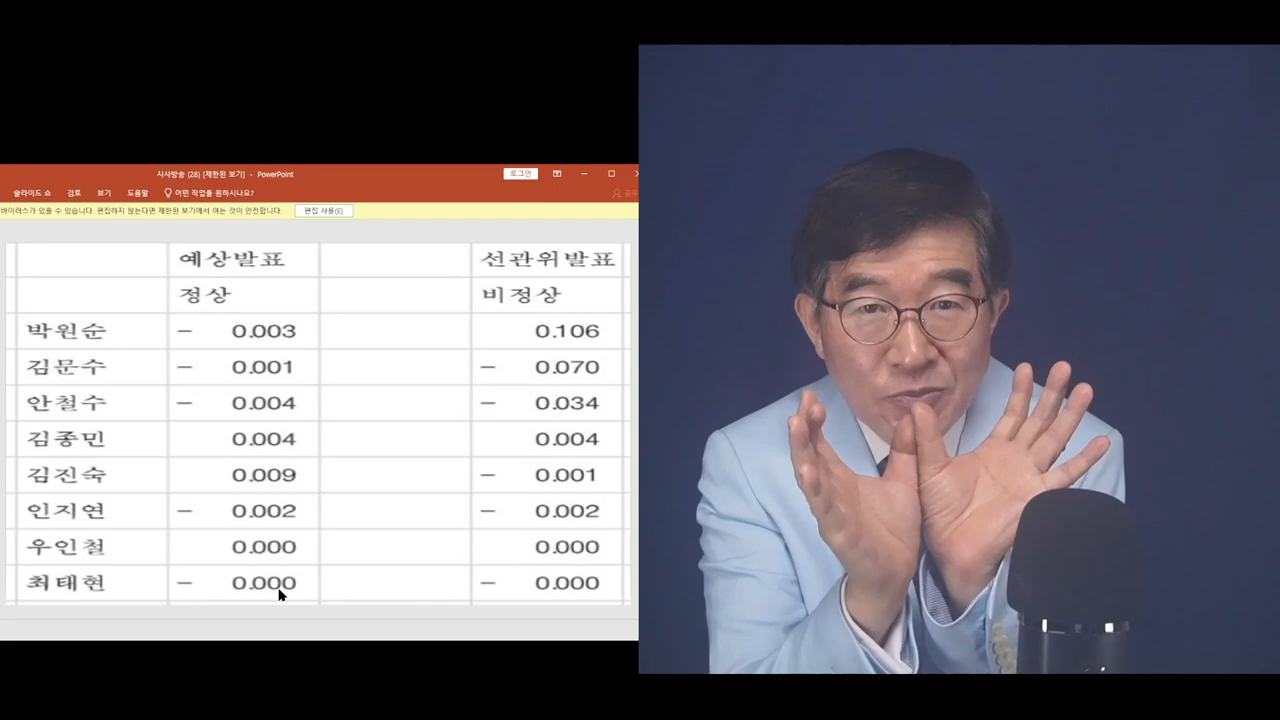 시사방송 (28) [제한된 보기] - PowerPoint
로그인
슬라이드 쇼 검토 보기 도움말 어떤 작업을 원하시나요?
바이러스가 있을 수 있습니다. 편집하지 않는다면 제한된 보기에서 여는 것이 안전합니다. 편집 사용(E)
예상발표 선관위발표
정상 비정상
박원순 - 0.003 0.106
김문수 - 0.001 - 0.070
안철수 - 0.004 - 0.034
김종민 0.004 0.004
김진숙 0.009 - 0.001
인지연 - 0.002 - 0.002
우인철 0.000 0.000
최태현 - 0.000 - 0.000